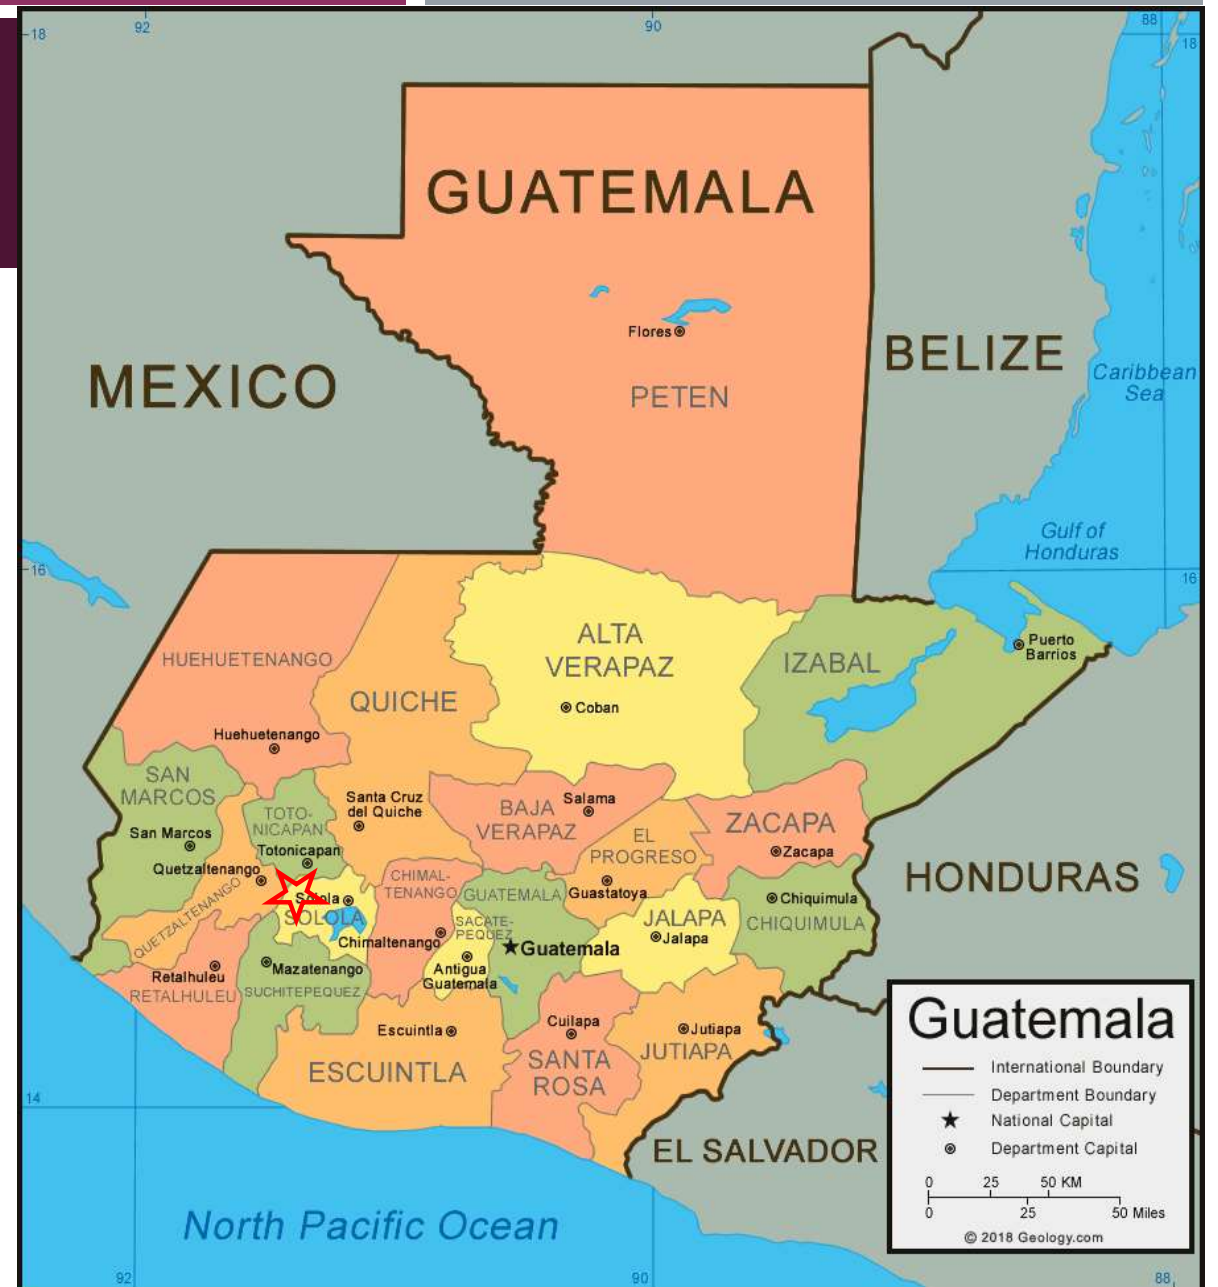 92
90
88
18
18
GUATEMALA
Flores
BELIZE
MEXICO
Caribbean
Sea
PETEN
Gulf of
Honduras
16
16
ALTA
VERAPAZ
Puerto
Barrios
HUEHUETENANGO
IZABAL
QUICHE
Coban
Huehuetenango
SAN
MARCOS
Santa Cruz
del Quiche
BAJA
VERAPAZ
Salama
TOTO-
NICAPAN
ZACAPA
San Marcos
EL
PROGRESO
Totonicapan
Zacapa
Quetzaltenango
CHIMAL-
TENANGO
HONDURAS
GUATEMALA
Guastatoya
Chiquimula
QUETZALTENANGO
Solola
SOLOLA
SACATE-
PEQUEZ
JALAPA
CHIQUIMULA
Chimaltenango
Guatemala
Jalapa
Retalhuleu
Mazatenango
Antigua
Guatemala
RETALHULEU
SUCHITEPEQUEZ
Escuintla
Cuilapa
Jutiapa
JUTIAPA
ESCUINTLA
SANTA
ROSA
14
EL SALVADOR
North Pacific Ocean
Guatemala
International Boundary
Department Boundary
National Capital
Department Capital
0 25 50 KM
0 25 50 Miles
© 2018 Geology.com
92
90
88